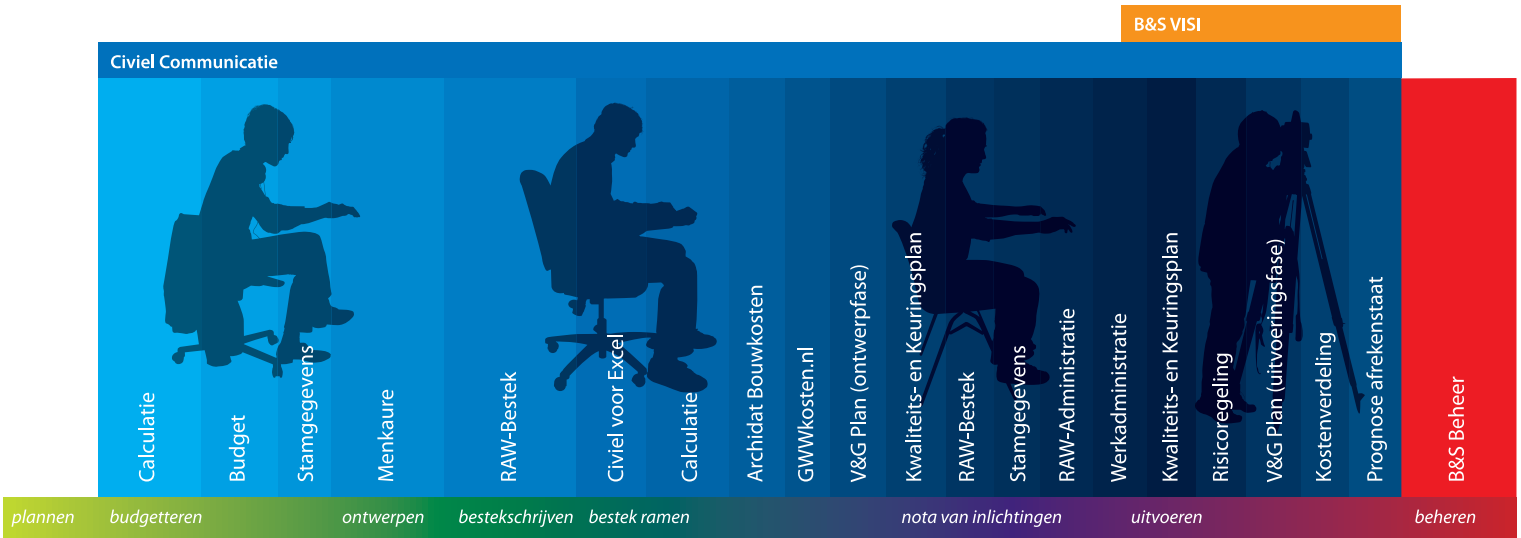 B&S VISI
Civiel Communicatie
Calculatie
Budget
Stamgegevens
Menkaure
RAW-Bestek
Civiel voor Excel
Calculatie
Archidat Bouwkosten
GWWkosten.nl
V&G Plan (ontwerpfase)
Kwaliteits- en Keuringsplan
RAW-Bestek
Stamgegevens
RAW-Administratie
Werkadministratie
Kwaliteits- en Keuringsplan
Risicoregeling
V&G Plan (uitvoeringsfase)
Kostenverdeling
Prognose afrekenstaat
B&S Beheer
plannen budgetteren ontwerpen bestekschrijven bestek ramen nota van inlichtingen uitvoeren beheren